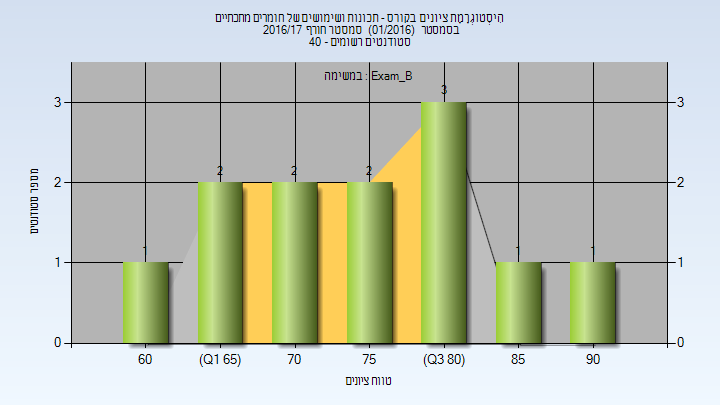 היסטוגרמת ציונים בקורס - תכונות ושימושים של חומרים מתכתיים
בסמסטר (01/2016) סמסטר חורף 2016/17
סטודנטים רשומים - 40
במשימה : Exam_B
מספר סטודנטים
3
2
1
0
1
2
2
2
3
1
1
3
2
1
0
60
(Q1 65)
70
75
(Q3 80)
85
90
טווח ציונים